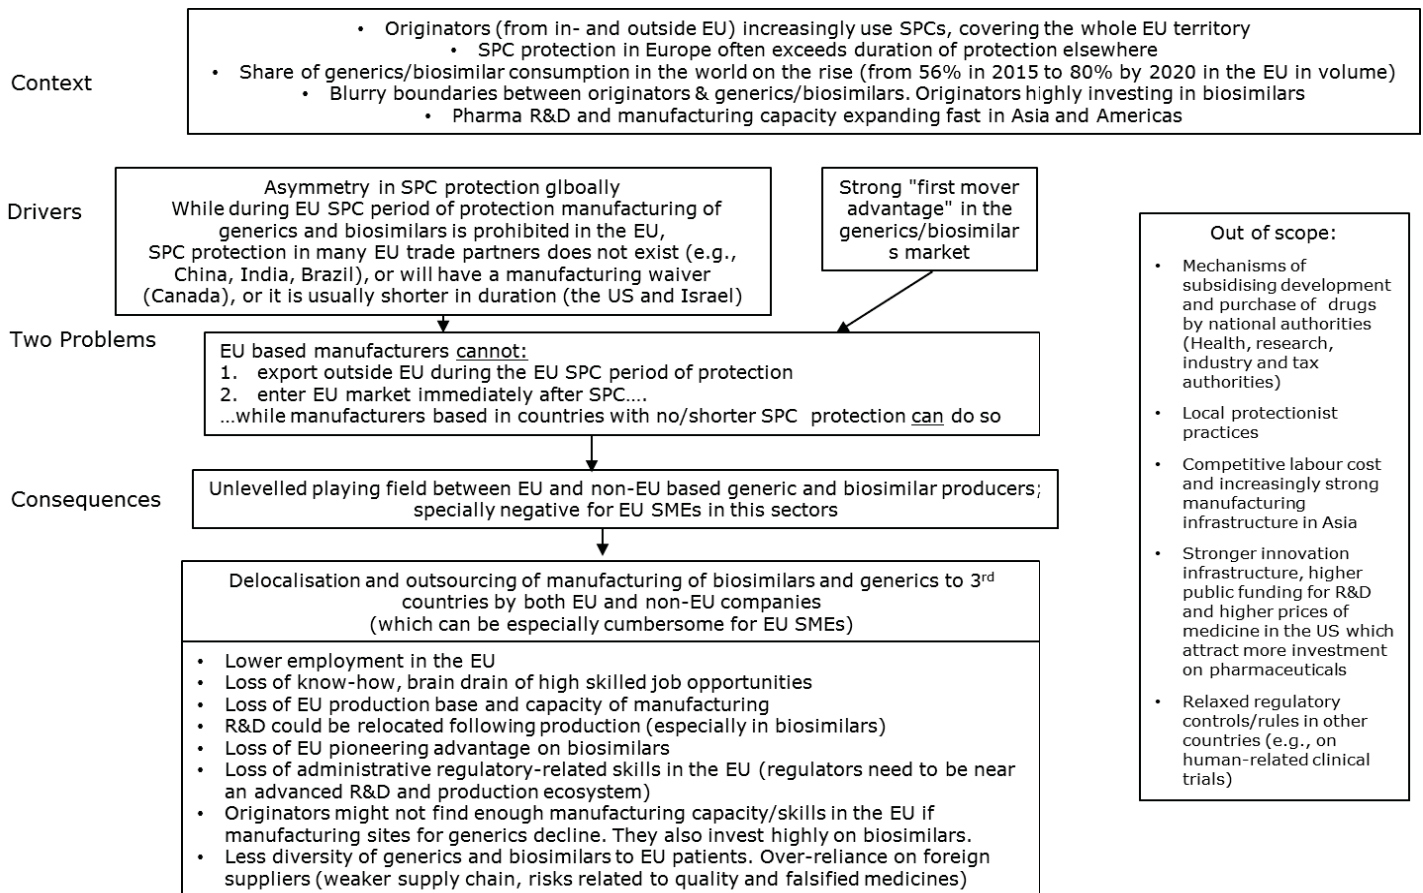 Context
• Originators (from in- and outside EU) increasingly use SPCs, covering the whole EU territory
• SPC protection in Europe often exceeds duration of protection elsewhere
• Share of generics/biosimilar consumption in the world on the rise (from 56% in 2015 to 80% by 2020 in the EU in volume)
• Blurry boundaries between originators & generics/biosimilars. Originators highly investing in biosimilars
• Pharma R&D and manufacturing capacity expanding fast in Asia and Americas
Drivers
Asymmetry in SPC protection glboally
While during EU SPC period of protection manufacturing of
generics and biosimilars is prohibited in the EU,
SPC protection in many EU trade partners does not exist (e.g.,
China, India, Brazil), or will have a manufacturing waiver
(Canada), or it is usually shorter in duration (the US and Israel)
Strong "first mover
advantage" in the
generics/biosimilar
s market
Two Problems
EU based manufacturers cannot:
1. export outside EU during the EU SPC period of protection
2. enter EU market immediately after SPC….
…while manufacturers based in countries with no/shorter SPC protection can do so
Consequences
Unlevelled playing field between EU and non-EU based generic and biosimilar producers;
specially negative for EU SMEs in this sectors
Delocalisation and outsourcing of manufacturing of biosimilars and generics to 3rd
countries by both EU and non-EU companies
(which can be especially cumbersome for EU SMEs)
• Lower employment in the EU
• Loss of know-how, brain drain of high skilled job opportunities
• Loss of EU production base and capacity of manufacturing
• R&D could be relocated following production (especially in biosimilars)
• Loss of EU pioneering advantage on biosimilars
• Loss of administrative regulatory-related skills in the EU (regulators need to be near
an advanced R&D and production ecosystem)
• Originators might not find enough manufacturing capacity/skills in the EU if
manufacturing sites for generics decline. They also invest highly on biosimilars.
• Less diversity of generics and biosimilars to EU patients. Over-reliance on foreign
suppliers (weaker supply chain, risks related to quality and falsified medicines)
Out of scope:
• Mechanisms of
subsidising development
and purchase of drugs
by national authorities
(Health, research,
industry and tax
authorities)
• Local protectionist
practices
• Competitive labour cost
and increasingly strong
manufacturing
infrastructure in Asia
• Stronger innovation
infrastructure, higher
public funding for R&D
and higher prices of
medicine in the US which
attract more investment
on pharmaceuticals
• Relaxed regulatory
controls/rules in other
countries (e.g., on
human-related clinical
trials)